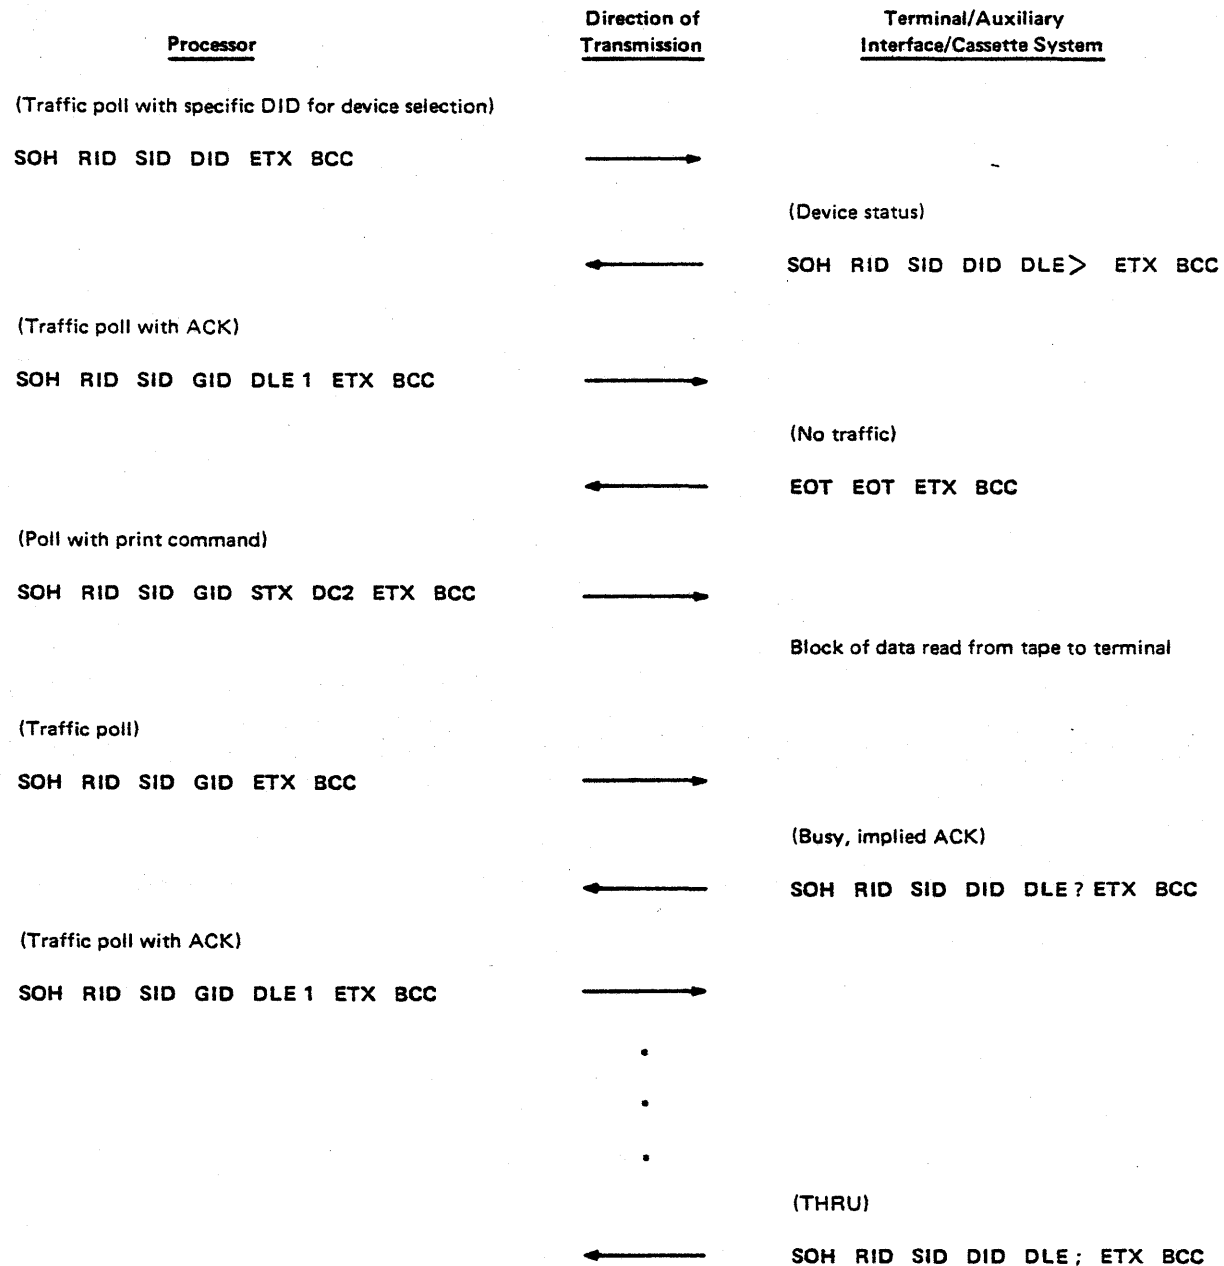 Direction of Transmission
Terminal/Auxiliary Interface/Cassette System
Processor
(Traffic poll with specific DID for device selection)
SOH RID SID DID ETX BCC
(Device status)
SOH RID SID DID DLE> ETX BCC
(Traffic poll with ACK)
SOH RID SID GID DLE 1 ETX BCC
(No traffic)
EOT EOT ETX BCC
(Poll with print command)
SOH RID SID GID STX DC2 ETX BCC
Block of data read from tape to terminal
(Traffic poll)
SOH RID SID GID ETX BCC
(Busy, implied ACK)
SOH RID SID DID DLE ? ETX BCC
(Traffic poll with ACK)
SOH RID SID GID DLE 1 ETX BCC
(THRU)
SOH RID SID DID DLE ; ETX BCC